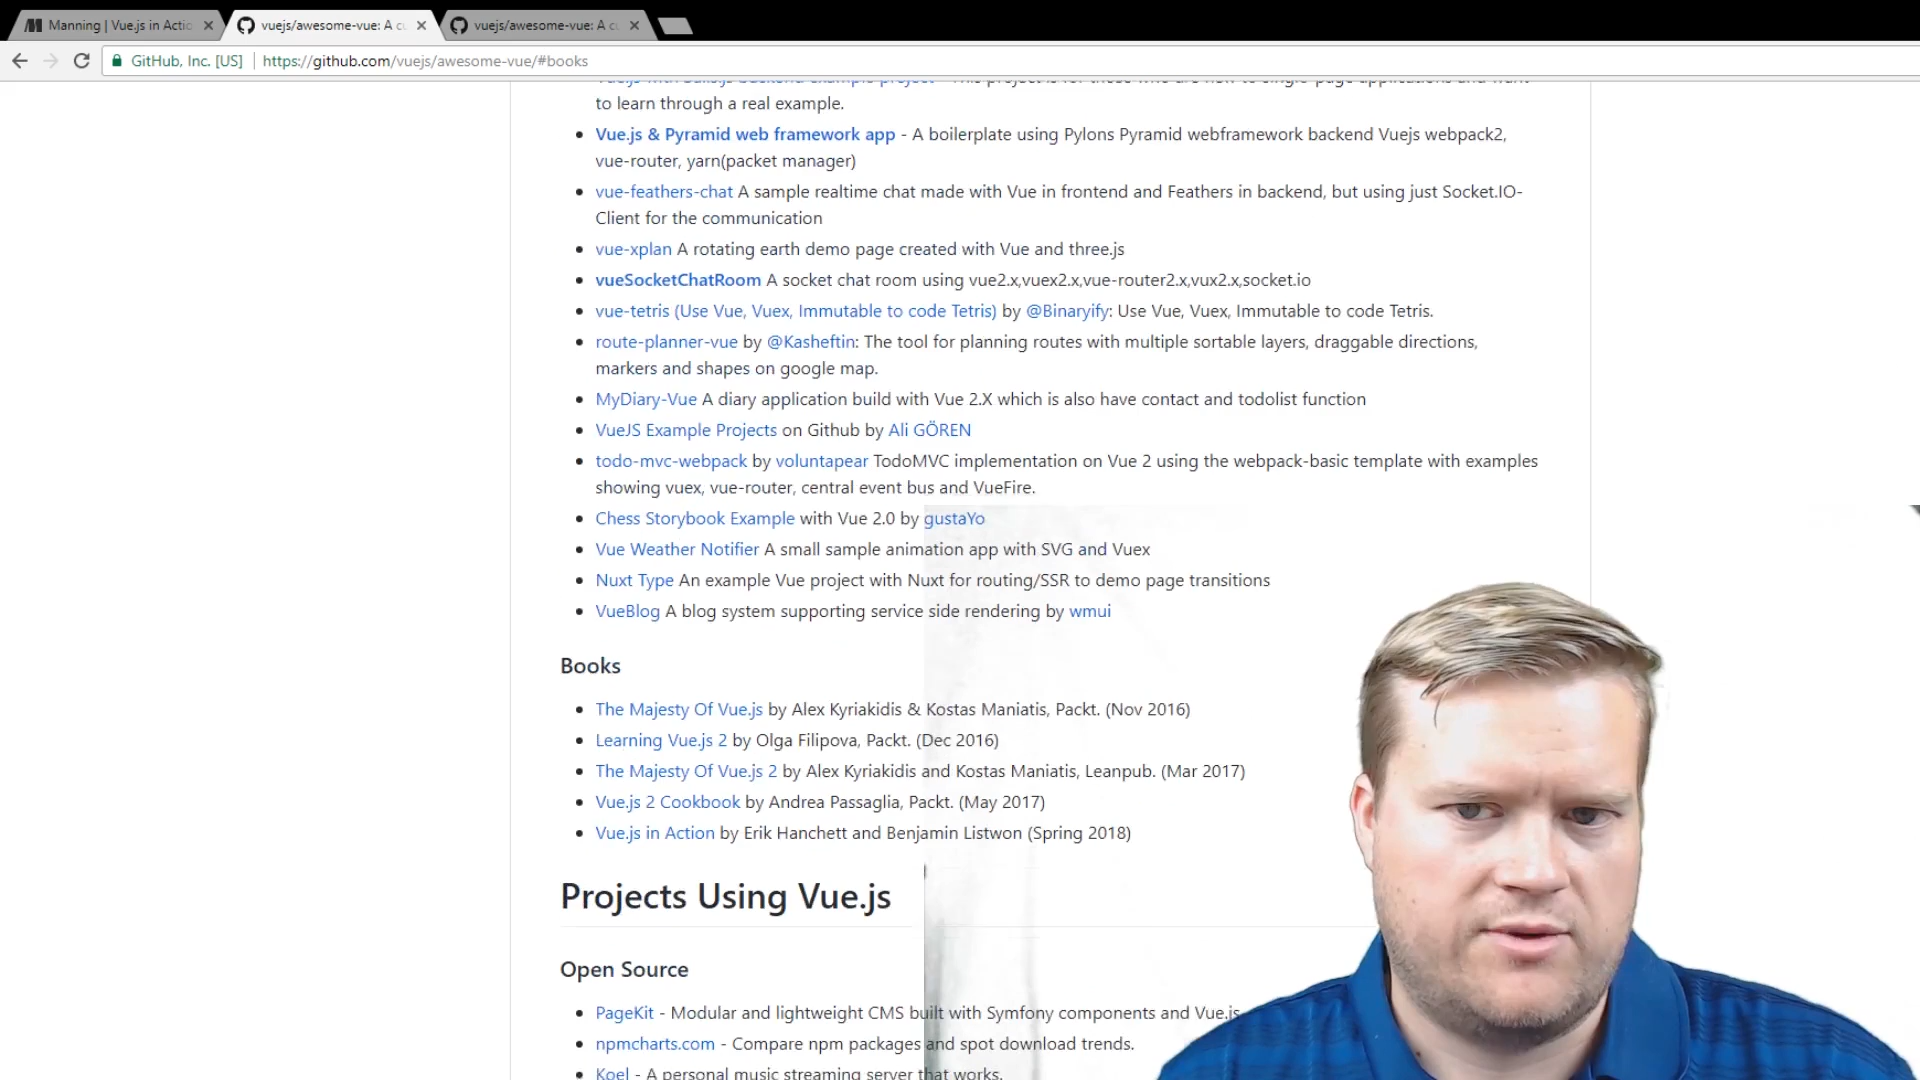 Manning | Vue.js in Actio
vuejs/awesome-vue: A cu
vuejs/awesome-vue: A cu
GitHub, Inc. [US]
https://github.com/vuejs/awesome-vue/#books
to learn through a real example.
Vue.js & Pyramid web framework app - A boilerplate using Pylons Pyramid webframework backend Vuejs webpack2,
vue-router, yarn(packet manager)
vue-feathers-chat A sample realtime chat made with Vue in frontend and Feathers in backend, but using just Socket.IO-
Client for the communication
vue-xplan A rotating earth demo page created with Vue and three.js
vueSocketChatRoom A socket chat room using vue2.x,vuex2.x,vue-router2.x,vux2.x,socket.io
vue-tetris (Use Vue, Vuex, Immutable to code Tetris) by @Binaryify: Use Vue, Vuex, Immutable to code Tetris.
route-planner-vue by @Kasheftin: The tool for planning routes with multiple sortable layers, draggable directions,
markers and shapes on google map.
MyDiary-Vue A diary application build with Vue 2.X which is also have contact and todolist function
VueJS Example Projects on Github by Ali GÖREN
todo-mvc-webpack by voluntapear TodoMVC implementation on Vue 2 using the webpack-basic template with examples
showing vuex, vue-router, central event bus and VueFire.
Chess Storybook Example with Vue 2.0 by gustaYo
Vue Weather Notifier A small sample animation app with SVG and Vuex
Nuxt Type An example Vue project with Nuxt for routing/SSR to demo page transitions
VueBlog A blog system supporting service side rendering by wmui
Books
The Majesty Of Vue.js by Alex Kyriakidis & Kostas Maniatis, Packt. (Nov 2016)
Learning Vue.js 2 by Olga Filipova, Packt. (Dec 2016)
The Majesty Of Vue.js 2 by Alex Kyriakidis and Kostas Maniatis, Leanpub. (Mar 2017)
Vue.js 2 Cookbook by Andrea Passaglia, Packt. (May 2017)
Vue.js in Action by Erik Hanchett and Benjamin Listwon (Spring 2018)
Projects Using Vue.js
Open Source
PageKit - Modular and lightweight CMS built with Symfony components and Vue.js
npmcharts.com - Compare npm packages and spot download trends.
Koel - A personal music streaming server that works.